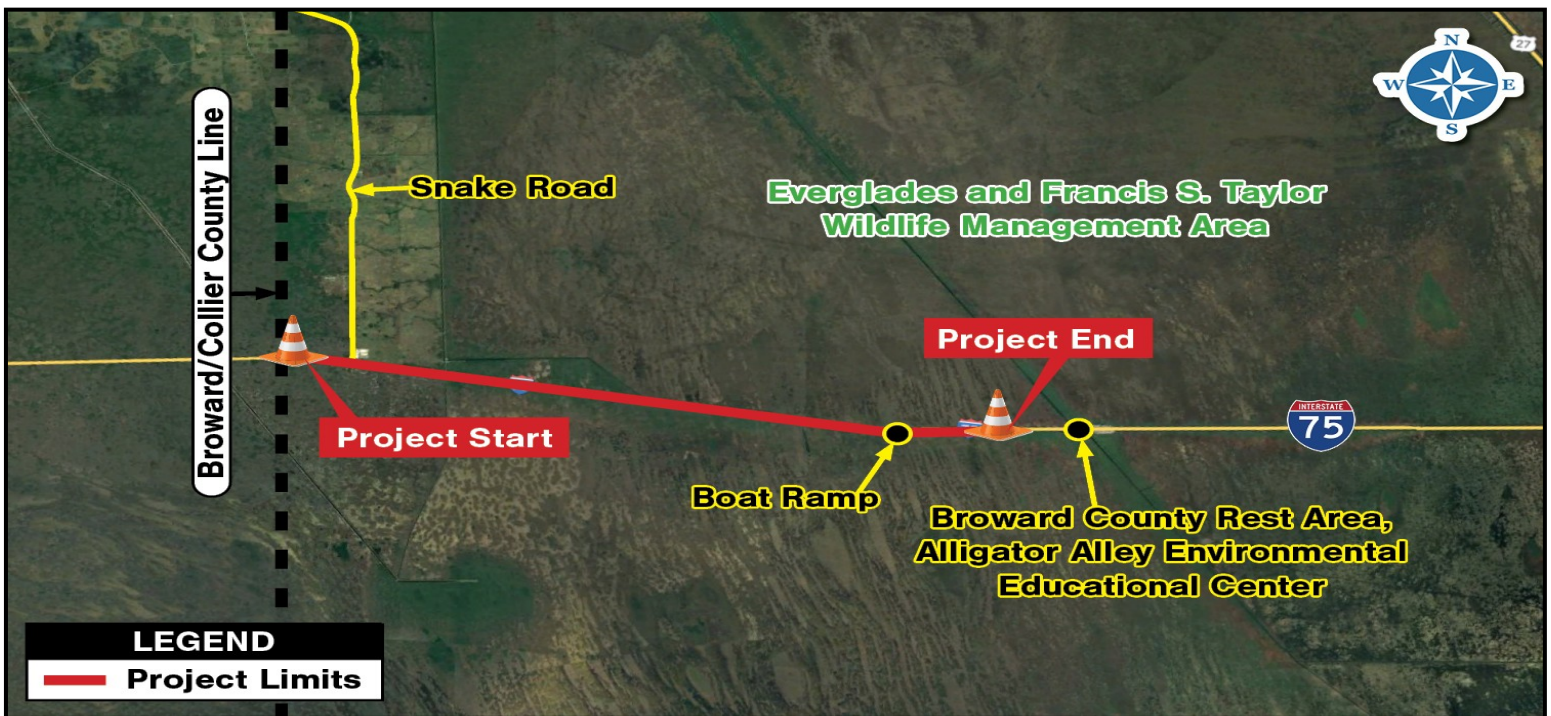 N
27
W
E
S
Broward/Collier County Line
Snake Road
Everglades and Francis S. Taylor
Wildlife Management Area
Project End
Project Start
INTERSTATE
75
Boat Ramp
Broward County Rest Area,
Alligator Alley Environmental
Educational Center
LEGEND
Project Limits